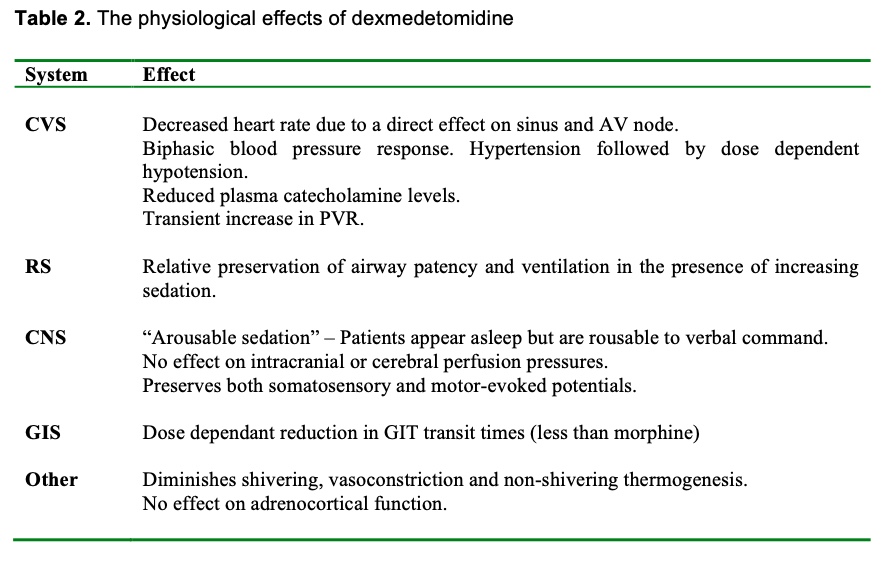 Table 2. The physiological effects of dexmedetomidine
System Effect
CVS Decreased heart rate due to a direct effect on sinus and AV node.
Biphasic blood pressure response. Hypertension followed by dose dependent
hypotension.
Reduced plasma catecholamine levels.
Transient increase in PVR.
RS Relative preservation of airway patency and ventilation in the presence of increasing
sedation.
CNS “Arousable sedation” – Patients appear asleep but are rousable to verbal command.
No effect on intracranial or cerebral perfusion pressures.
Preserves both somatosensory and motor-evoked potentials.
GIS Dose dependant reduction in GIT transit times (less than morphine)
Other Diminishes shivering, vasoconstriction and non-shivering thermogenesis.
No effect on adrenocortical function.